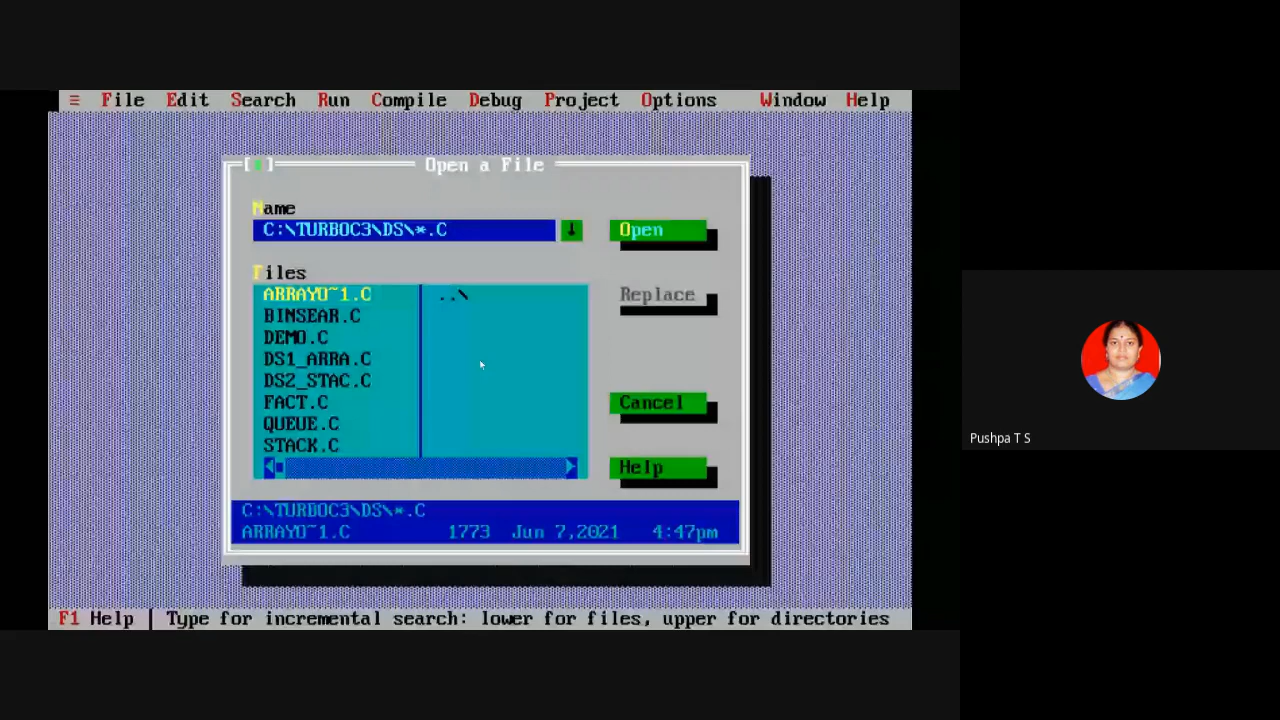 ≡ File Edit Search Run Compile Debug Project Options Window Help
Open a File
Name
C:\TURBOC3\DS\*.C
Open
Files
ARRAYO~1.C ..\
Replace
BINSEAR.C
DEMO.C
DS1_ARRA.C
DS2_STAC.C
FACT.C
Cancel
QUEUE.C
STACK.C
Help
C:\TURBOC3\DS\*.C
ARRAYO~1.C 1773 Jun 7,2021 4:47pm
F1 Help | Type for incremental search: lower for files, upper for directories
Pushpa T S